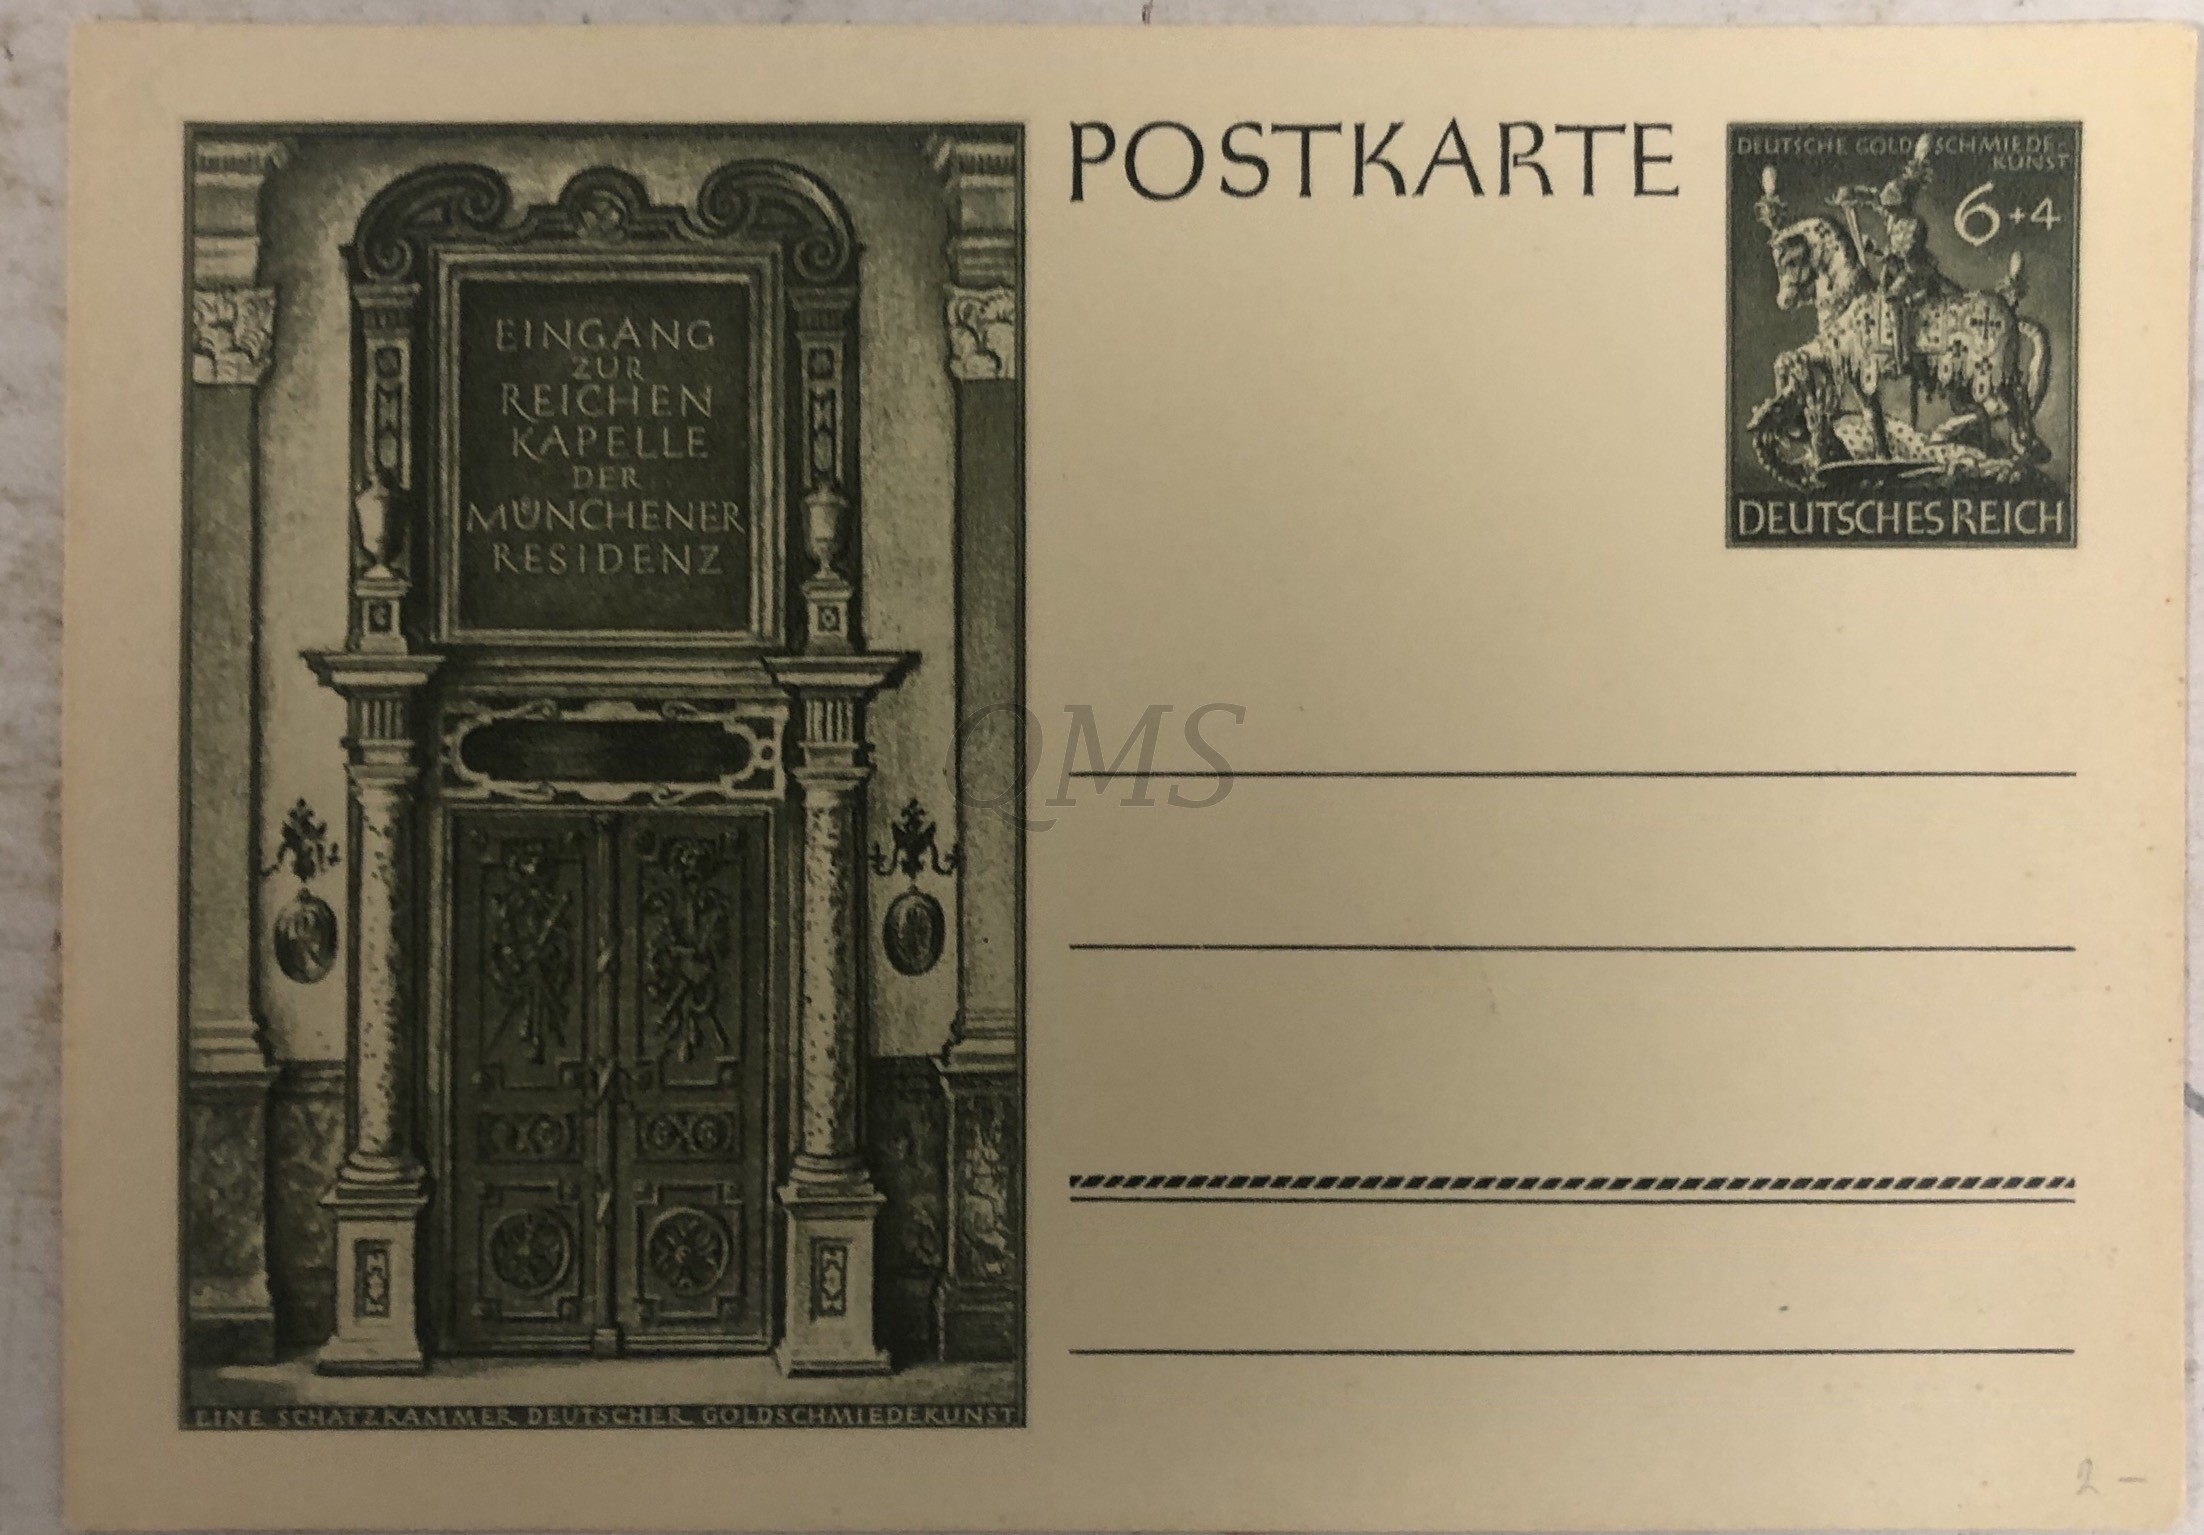 POSTKARTE
DEUTSCHE GOLDSCHMIEDE-
KUNST
6+4
DEUTSCHES REICH
EINGANG
ZUR
REICHEN
KAPELLE
DER
MÜNCHENER
RESIDENZ
EINE SCHATZKAMMER DEUTSCHER GOLDSCHMIEDEKUNST
QMS
2 –